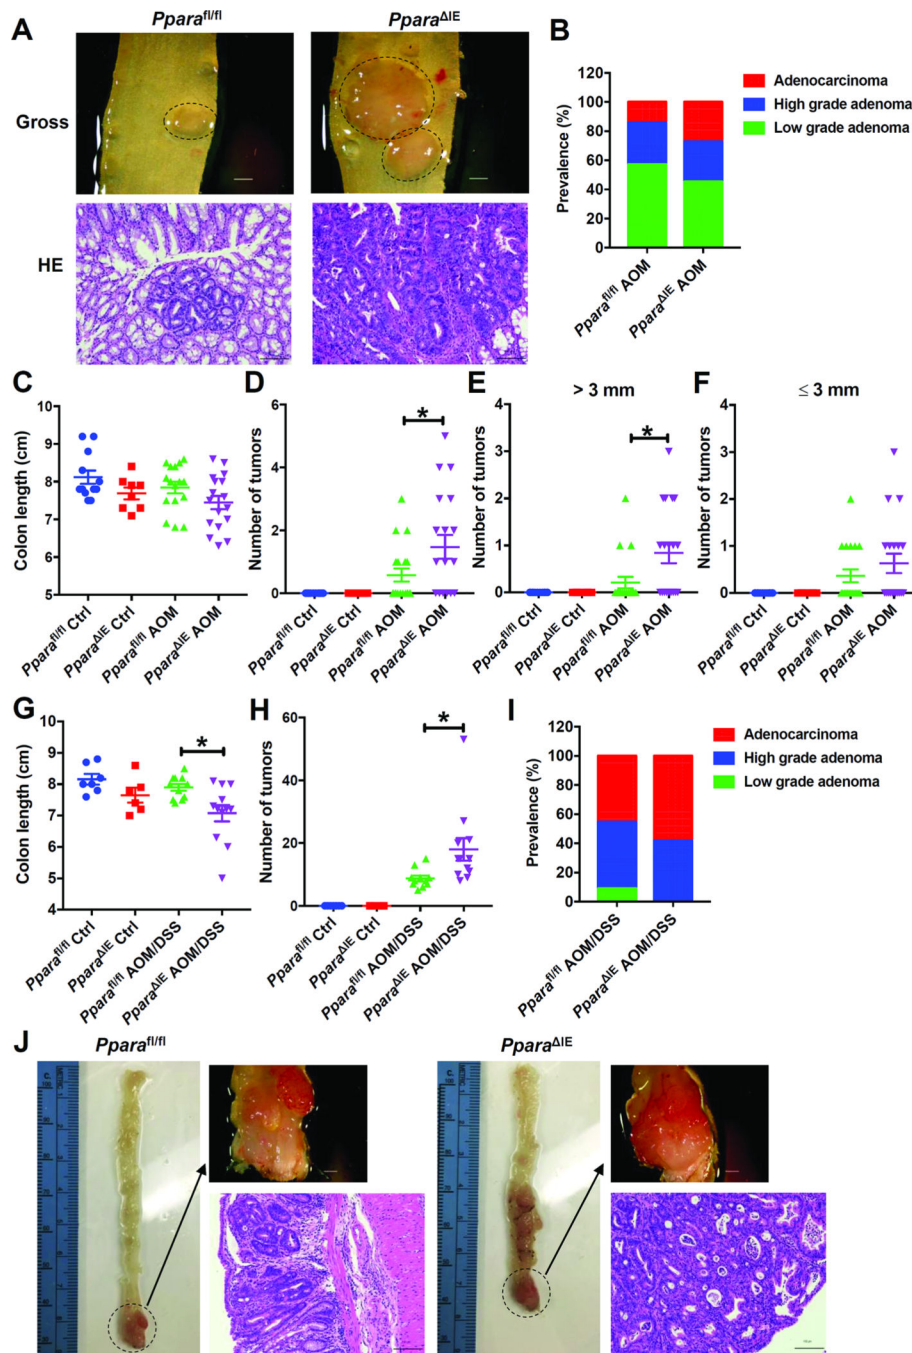 A
Ppara^fl/fl
Ppara^ΔIE
Gross
HE
B
Prevalence (%)
120
100
80
60
40
20
0
Adenocarcinoma
High grade adenoma
Low grade adenoma
Ppara^fl/fl AOM
Ppara^ΔIE AOM
C
Colon length (cm)
10
9
8
7
6
5
Ppara^fl/fl Ctrl
Ppara^ΔIE Ctrl
Ppara^fl/fl AOM
Ppara^ΔIE AOM
D
Number of tumors
6
4
2
0
*
Ppara^fl/fl Ctrl
Ppara^ΔIE Ctrl
Ppara^fl/fl AOM
Ppara^ΔIE AOM
E
> 3 mm
Number of tumors
4
3
2
1
0
*
Ppara^fl/fl Ctrl
Ppara^ΔIE Ctrl
Ppara^fl/fl AOM
Ppara^ΔIE AOM
F
≤ 3 mm
Number of tumors
4
3
2
1
0
Ppara^fl/fl Ctrl
Ppara^ΔIE Ctrl
Ppara^fl/fl AOM
Ppara^ΔIE AOM
G
Colon length (cm)
10
9
8
7
6
5
4
*
Ppara^fl/fl Ctrl
Ppara^ΔIE Ctrl
Ppara^fl/fl AOM/DSS
Ppara^ΔIE AOM/DSS
H
Number of tumors
60
40
20
0
*
Ppara^fl/fl Ctrl
Ppara^ΔIE Ctrl
Ppara^fl/fl AOM/DSS
Ppara^ΔIE AOM/DSS
I
Prevalence (%)
120
100
80
60
40
20
0
Adenocarcinoma
High grade adenoma
Low grade adenoma
Ppara^fl/fl AOM/DSS
Ppara^ΔIE AOM/DSS
J
Ppara^fl/fl
Ppara^ΔIE